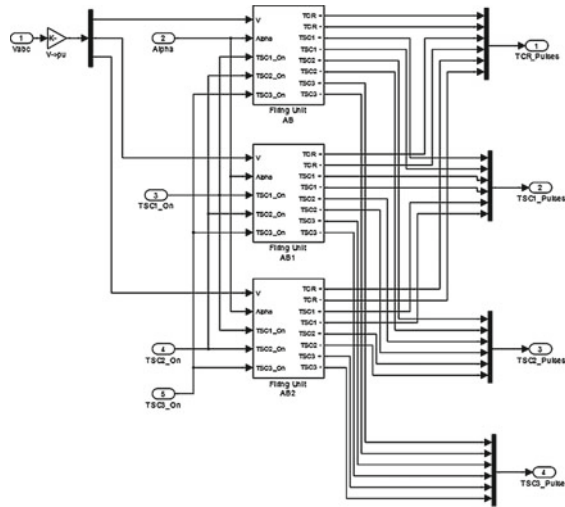 1
Vabc
K-
V->pu
2
Alpha
V
Alpha
TSC1_On
TSC2_On
TSC3_On
TCR +
TCR -
TSC1 +
TSC1 -
TSC2 +
TSC2 -
TSC3 +
TSC3 -
Firing Unit
AB
1
TCR_Pulses
3
TSC1_On
V
Alpha
TSC1_On
TSC2_On
TSC3_On
TCR +
TCR -
TSC1 +
TSC1 -
TSC2 +
TSC2 -
TSC3 +
TSC3 -
Firing Unit
AB1
2
TSC1_Pulses
4
TSC2_On
5
TSC3_On
V
Alpha
TSC1_On
TSC2_On
TSC3_On
TCR +
TCR -
TSC1 +
TSC1 -
TSC2 +
TSC2 -
TSC3 +
TSC3 -
Firing Unit
AB2
3
TSC2_Pulses
4
TSC3_Pulse